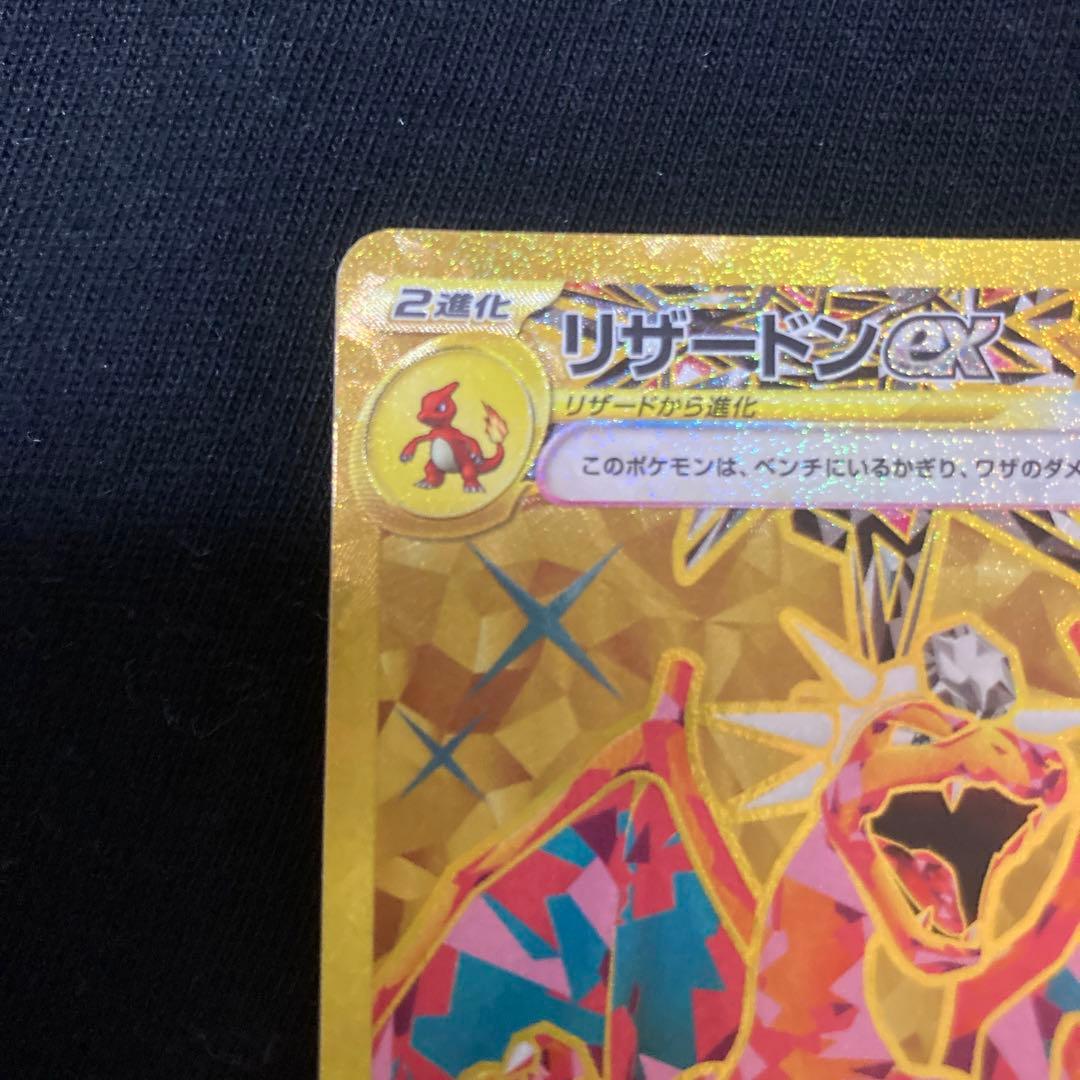 2進化
リザードンex
リザードから進化
このポケモンは、ベンチにいるかぎり、ワザのダメ